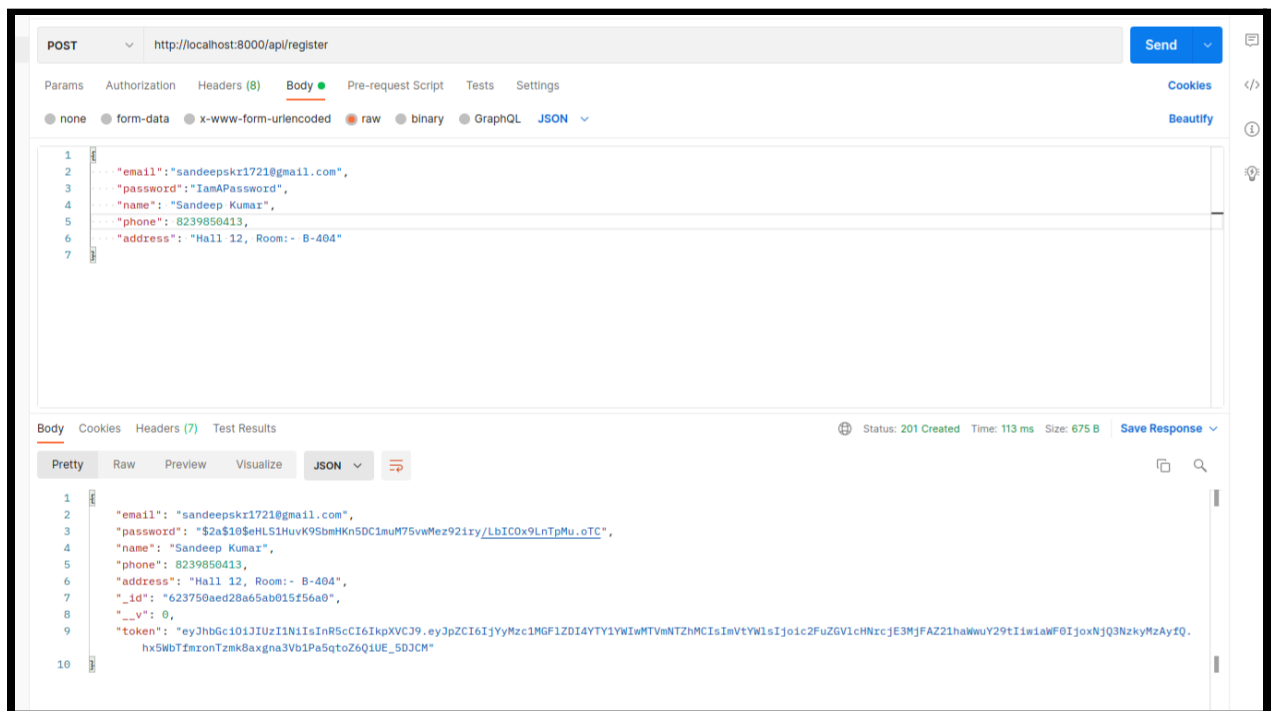 POST http://localhost:8000/api/register Send
Params Authorization Headers (8) Body Pre-request Script Tests Settings Cookies
none form-data x-www-form-urlencoded raw binary GraphQL JSON Beautify
1 {
2 "email":"sandeepskr1721@gmail.com",
3 "password":"IamAPassword",
4 "name": "Sandeep Kumar",
5 "phone": 8239850413,
6 "address": "Hall 12, Room:- B-404"
7 }
Body Cookies Headers (7) Test Results Status: 201 Created Time: 113 ms Size: 675 B Save Response
Pretty Raw Preview Visualize JSON
1 {
2 "email": "sandeepskr1721@gmail.com",
3 "password": "$2a$10$eHLS1HuvK9SbmHKn5DC1muM75vwMez92iry/LbICOx9LnTpMu.oTC",
4 "name": "Sandeep Kumar",
5 "phone": 8239850413,
6 "address": "Hall 12, Room:- B-404",
7 "_id": "623750aed28a65ab015f56a0",
8 "__v": 0,
9 "token": "eyJhbGciOiJIUzI1NiIsInR5cCI6IkpXVCJ9.eyJpZCI6IjYyMzc1MGFlZDI4YTY1YWIwMTVmNTZhMCIsImVtYWlsIjoic2FuZGVlcHNrcjE3MjFAZ21haWwuY29tIiwiaWF0IjoxNjQ3NzkyMzAyfQ.
hx5WbTfmronTzmk8axgna3Vb1Pa5qtoZ6QiUE_5DJCM"
10 }